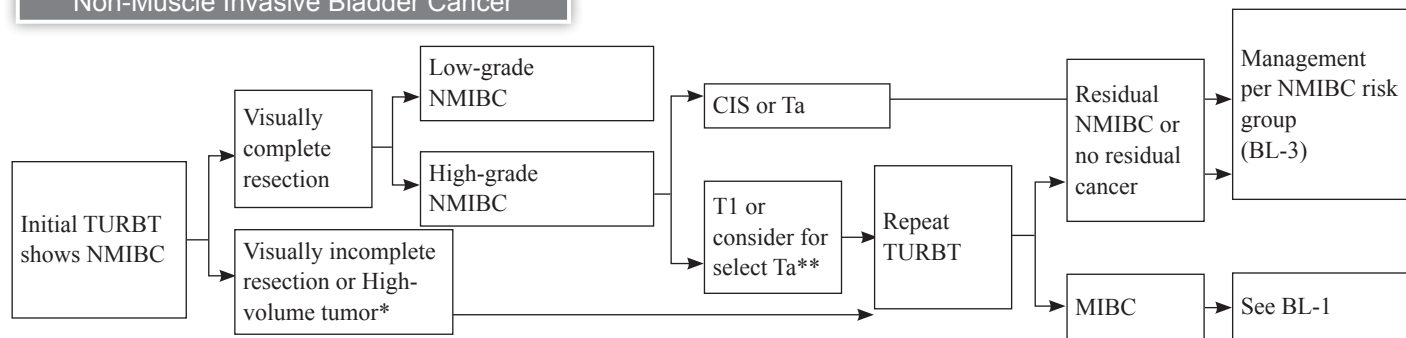 Non-Muscle Invasive Bladder Cancer
Initial TURBT
shows NMIBC
Visually
complete
resection
Visually incomplete
resection or High-
volume tumor*
Low-grade
NMIBC
High-grade
NMIBC
CIS or Ta
T1 or
consider for
select Ta**
Repeat
TURBT
Residual
NMIBC or
no residual
cancer
MIBC
Management
per NMIBC risk
group
(BL-3)
See BL-1